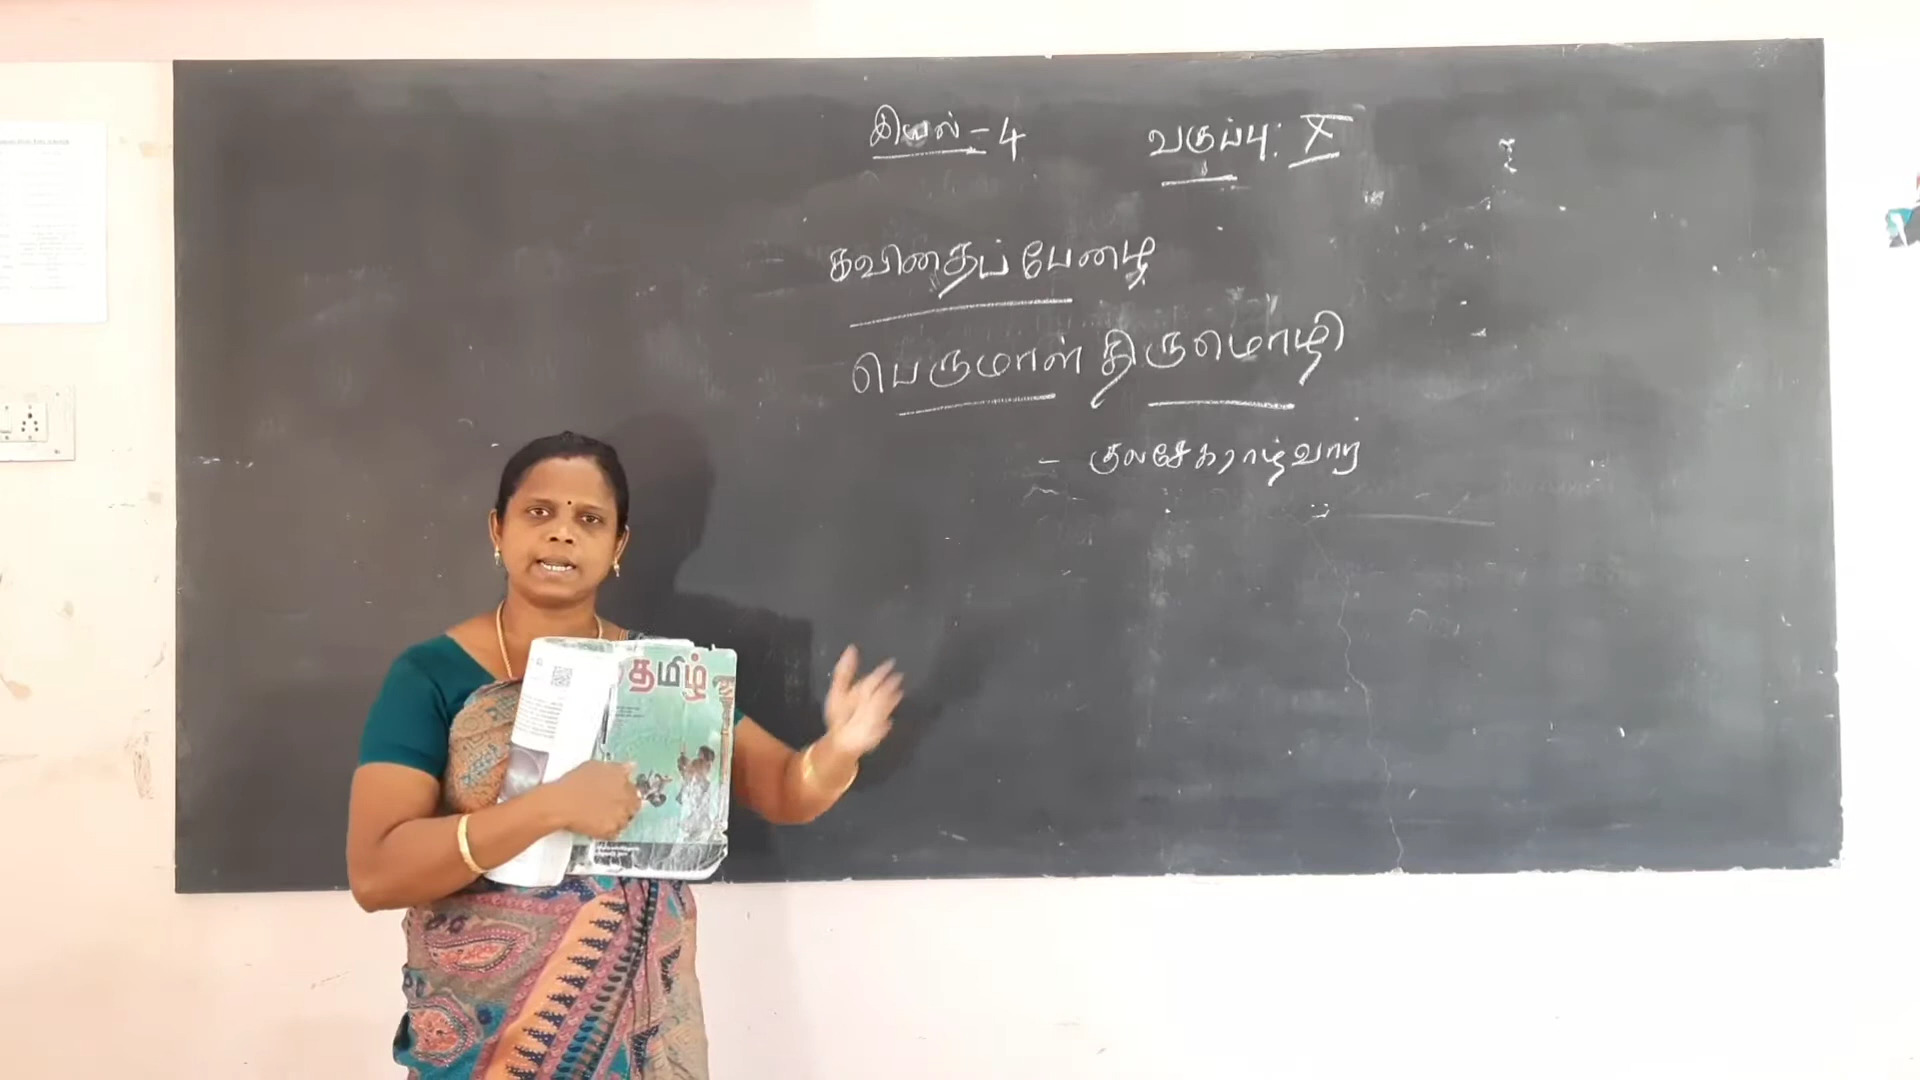 இயல் - 4 வகுப்பு: X
கவிதைப்பேழை
பெருமாள் திருமொழி
- குலசேகராழ்வார்
தமிழ்